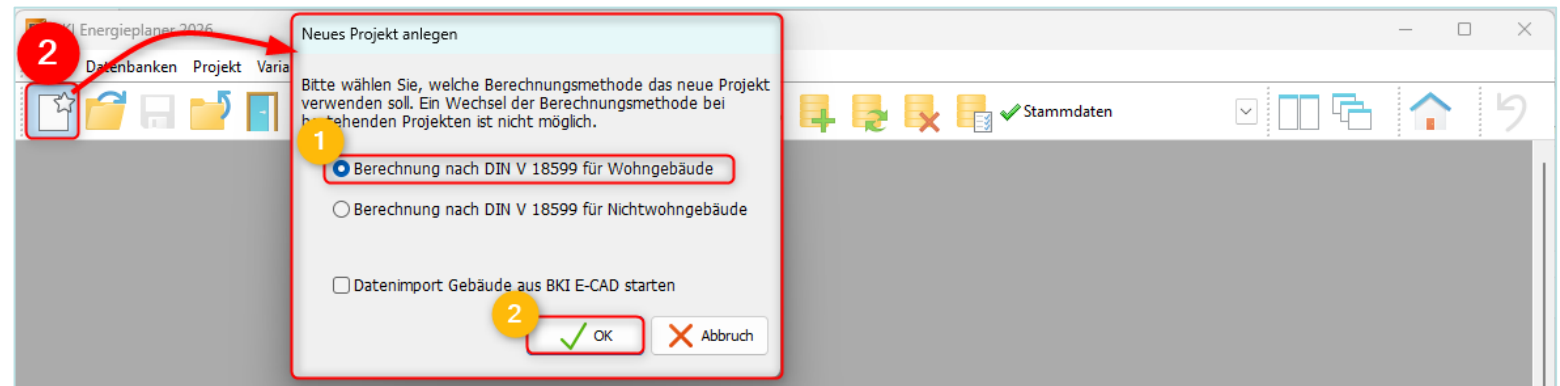 Energieplaner 2026
2
Neues Projekt anlegen
Datenbanken Projekt
Bitte wählen Sie, welche Berechnungsmethode das neue Projekt
verwenden soll. Ein Wechsel der Berechnungsmethode bei
bestehenden Projekten ist nicht möglich.
Stammdaten
1
Berechnung nach DIN V 18599 für Wohngebäude
Berechnung nach DIN V 18599 für Nichtwohngebäude
Datenimport Gebäude aus BKI E-CAD starten
2
OK
Abbruch